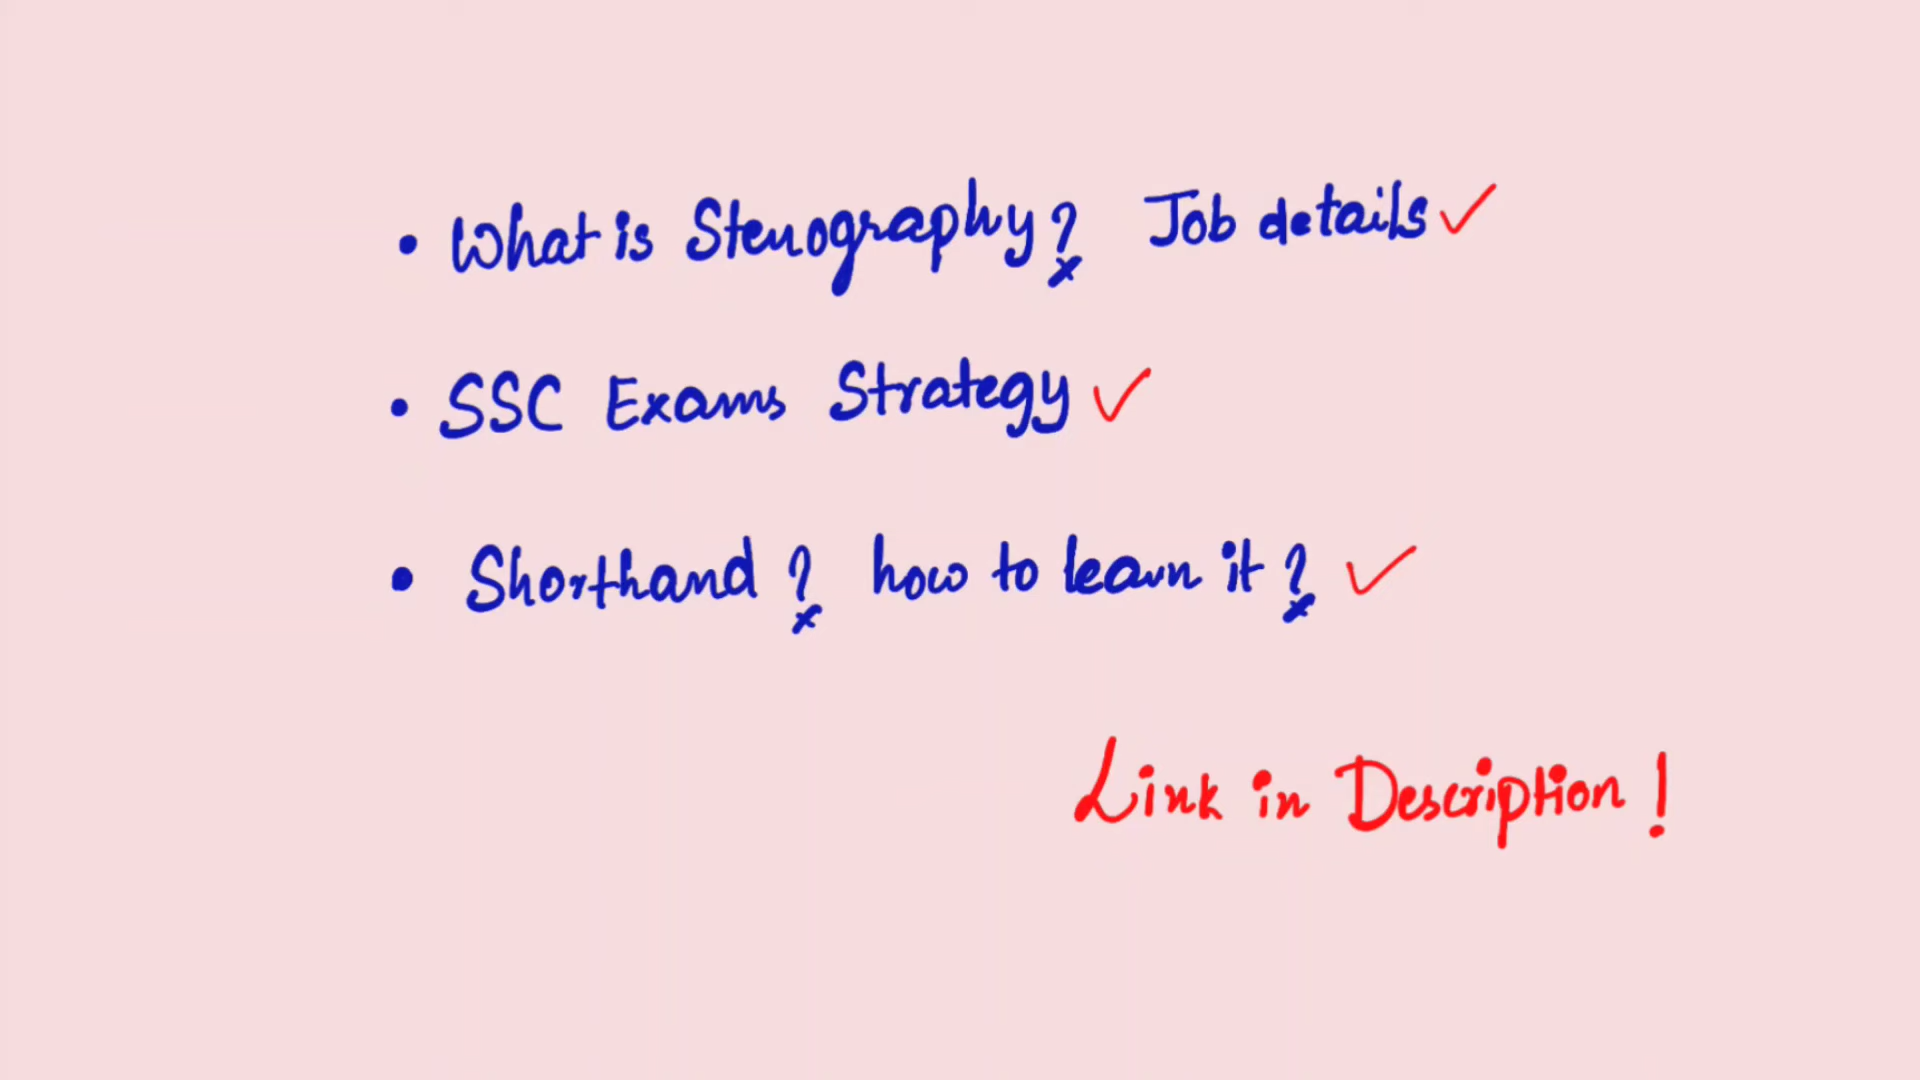 • What is Stenography? Job details ✓
• SSC Exams Strategy ✓
• Shorthand? how to learn it? ✓
Link in Description!